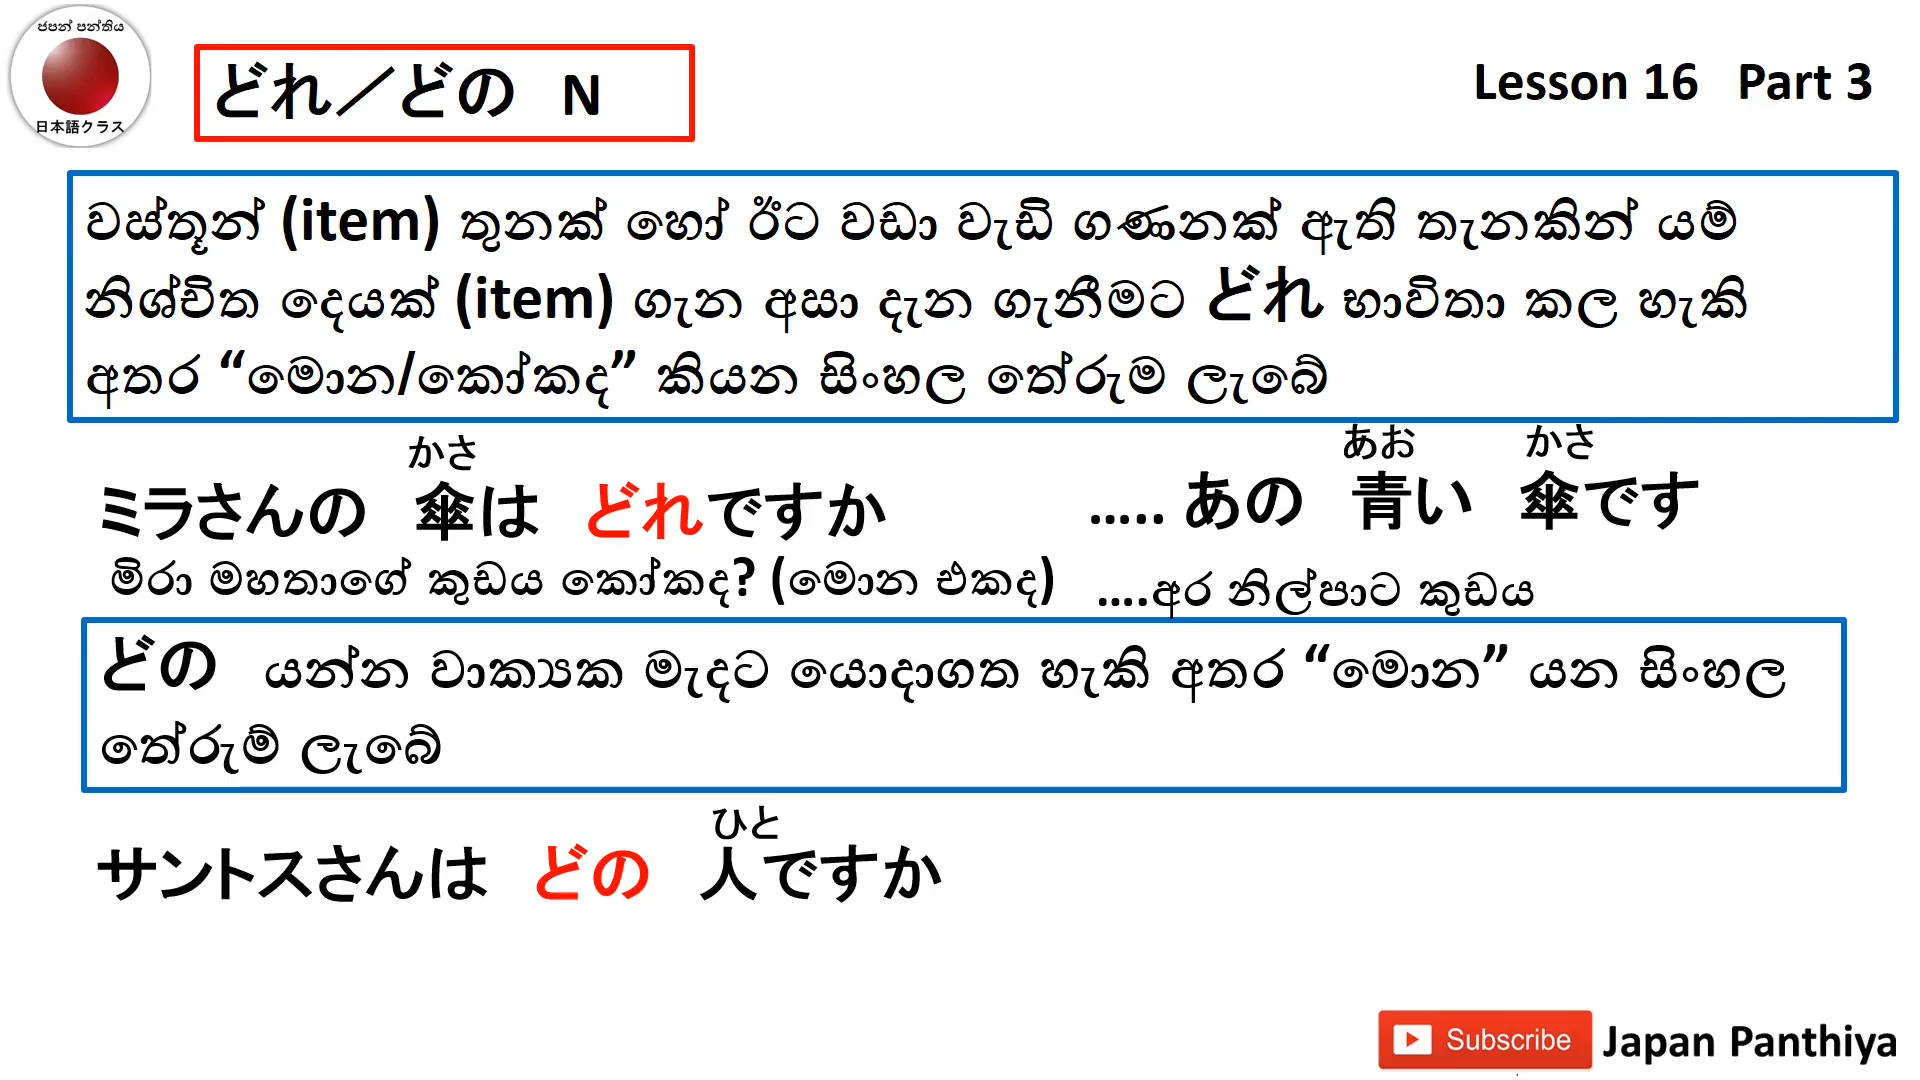 ජපන් පන්තිය
日本語クラス
どれ／どの N
Lesson 16 Part 3
වස්තූන් (item) තුනක් හෝ ඊට වඩා වැඩි ගණනක් ඇති තැනකින් යම්
නිශ්චිත දෙයක් (item) ගැන අසා දැන ගැනීමට どれ භාවිතා කල හැකි
අතර “මොන/කෝකද” කියන සිංහල තේරුම ලැබේ
かさ
ミラさんの 傘は どれですか
あお かさ
..... あの 青い 傘です
මිරා මහතාගේ කුඩය කෝකද? (මොන එකද)
....අර නිල්පාට කුඩය
どの යන්න වාක්‍යක මැදට යොදාගත හැකි අතර “මොන” යන සිංහල
තේරුම් ලැබේ
ひと
サントスさんは どの 人ですか
Subscribe Japan Panthiya